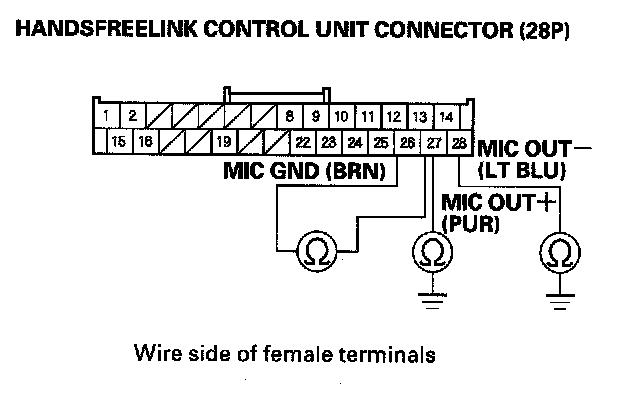 HANDSFREELINK CONTROL UNIT CONNECTOR (28P)
1 2 8 9 10 11 12 13 14
15 16 19 22 23 24 25 26 27 28
MIC OUT−
(LT BLU)
MIC GND (BRN)
MIC OUT+
(PUR)
Ω Ω Ω
Wire side of female terminals